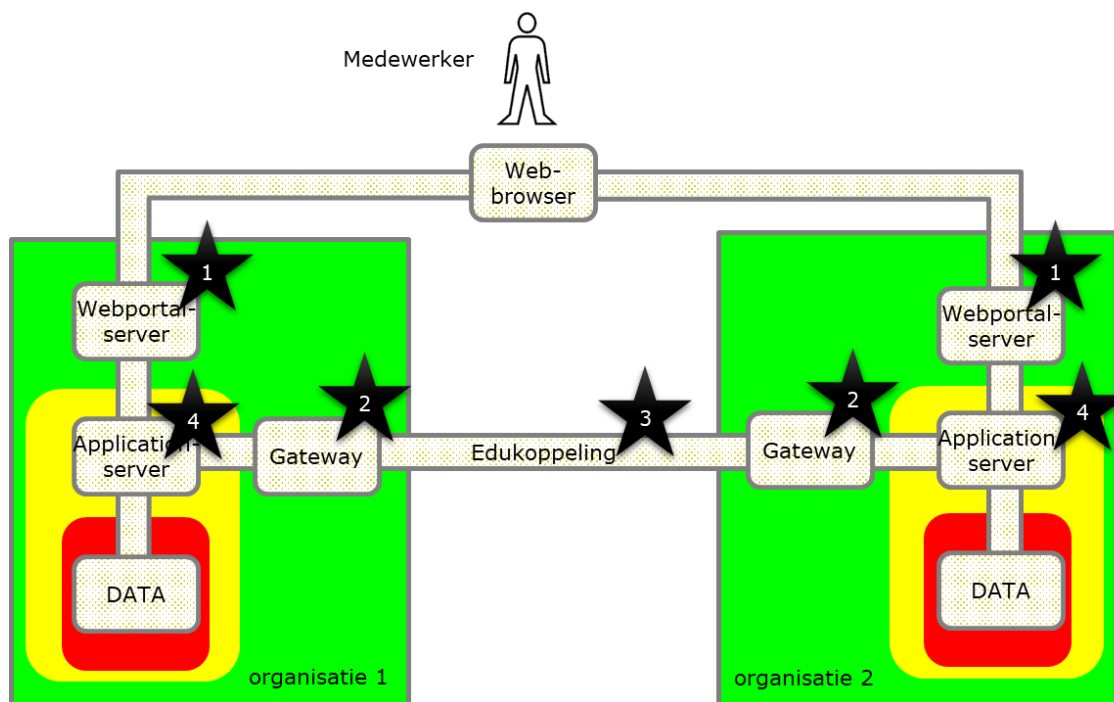 Medewerker
Web-
browser
1
1
Webportal-
server
Webportal-
server
2
2
3
4
4
Application-
server
Gateway
Edukoppeling
Gateway
Application
server
DATA
DATA
organisatie 1
organisatie 2